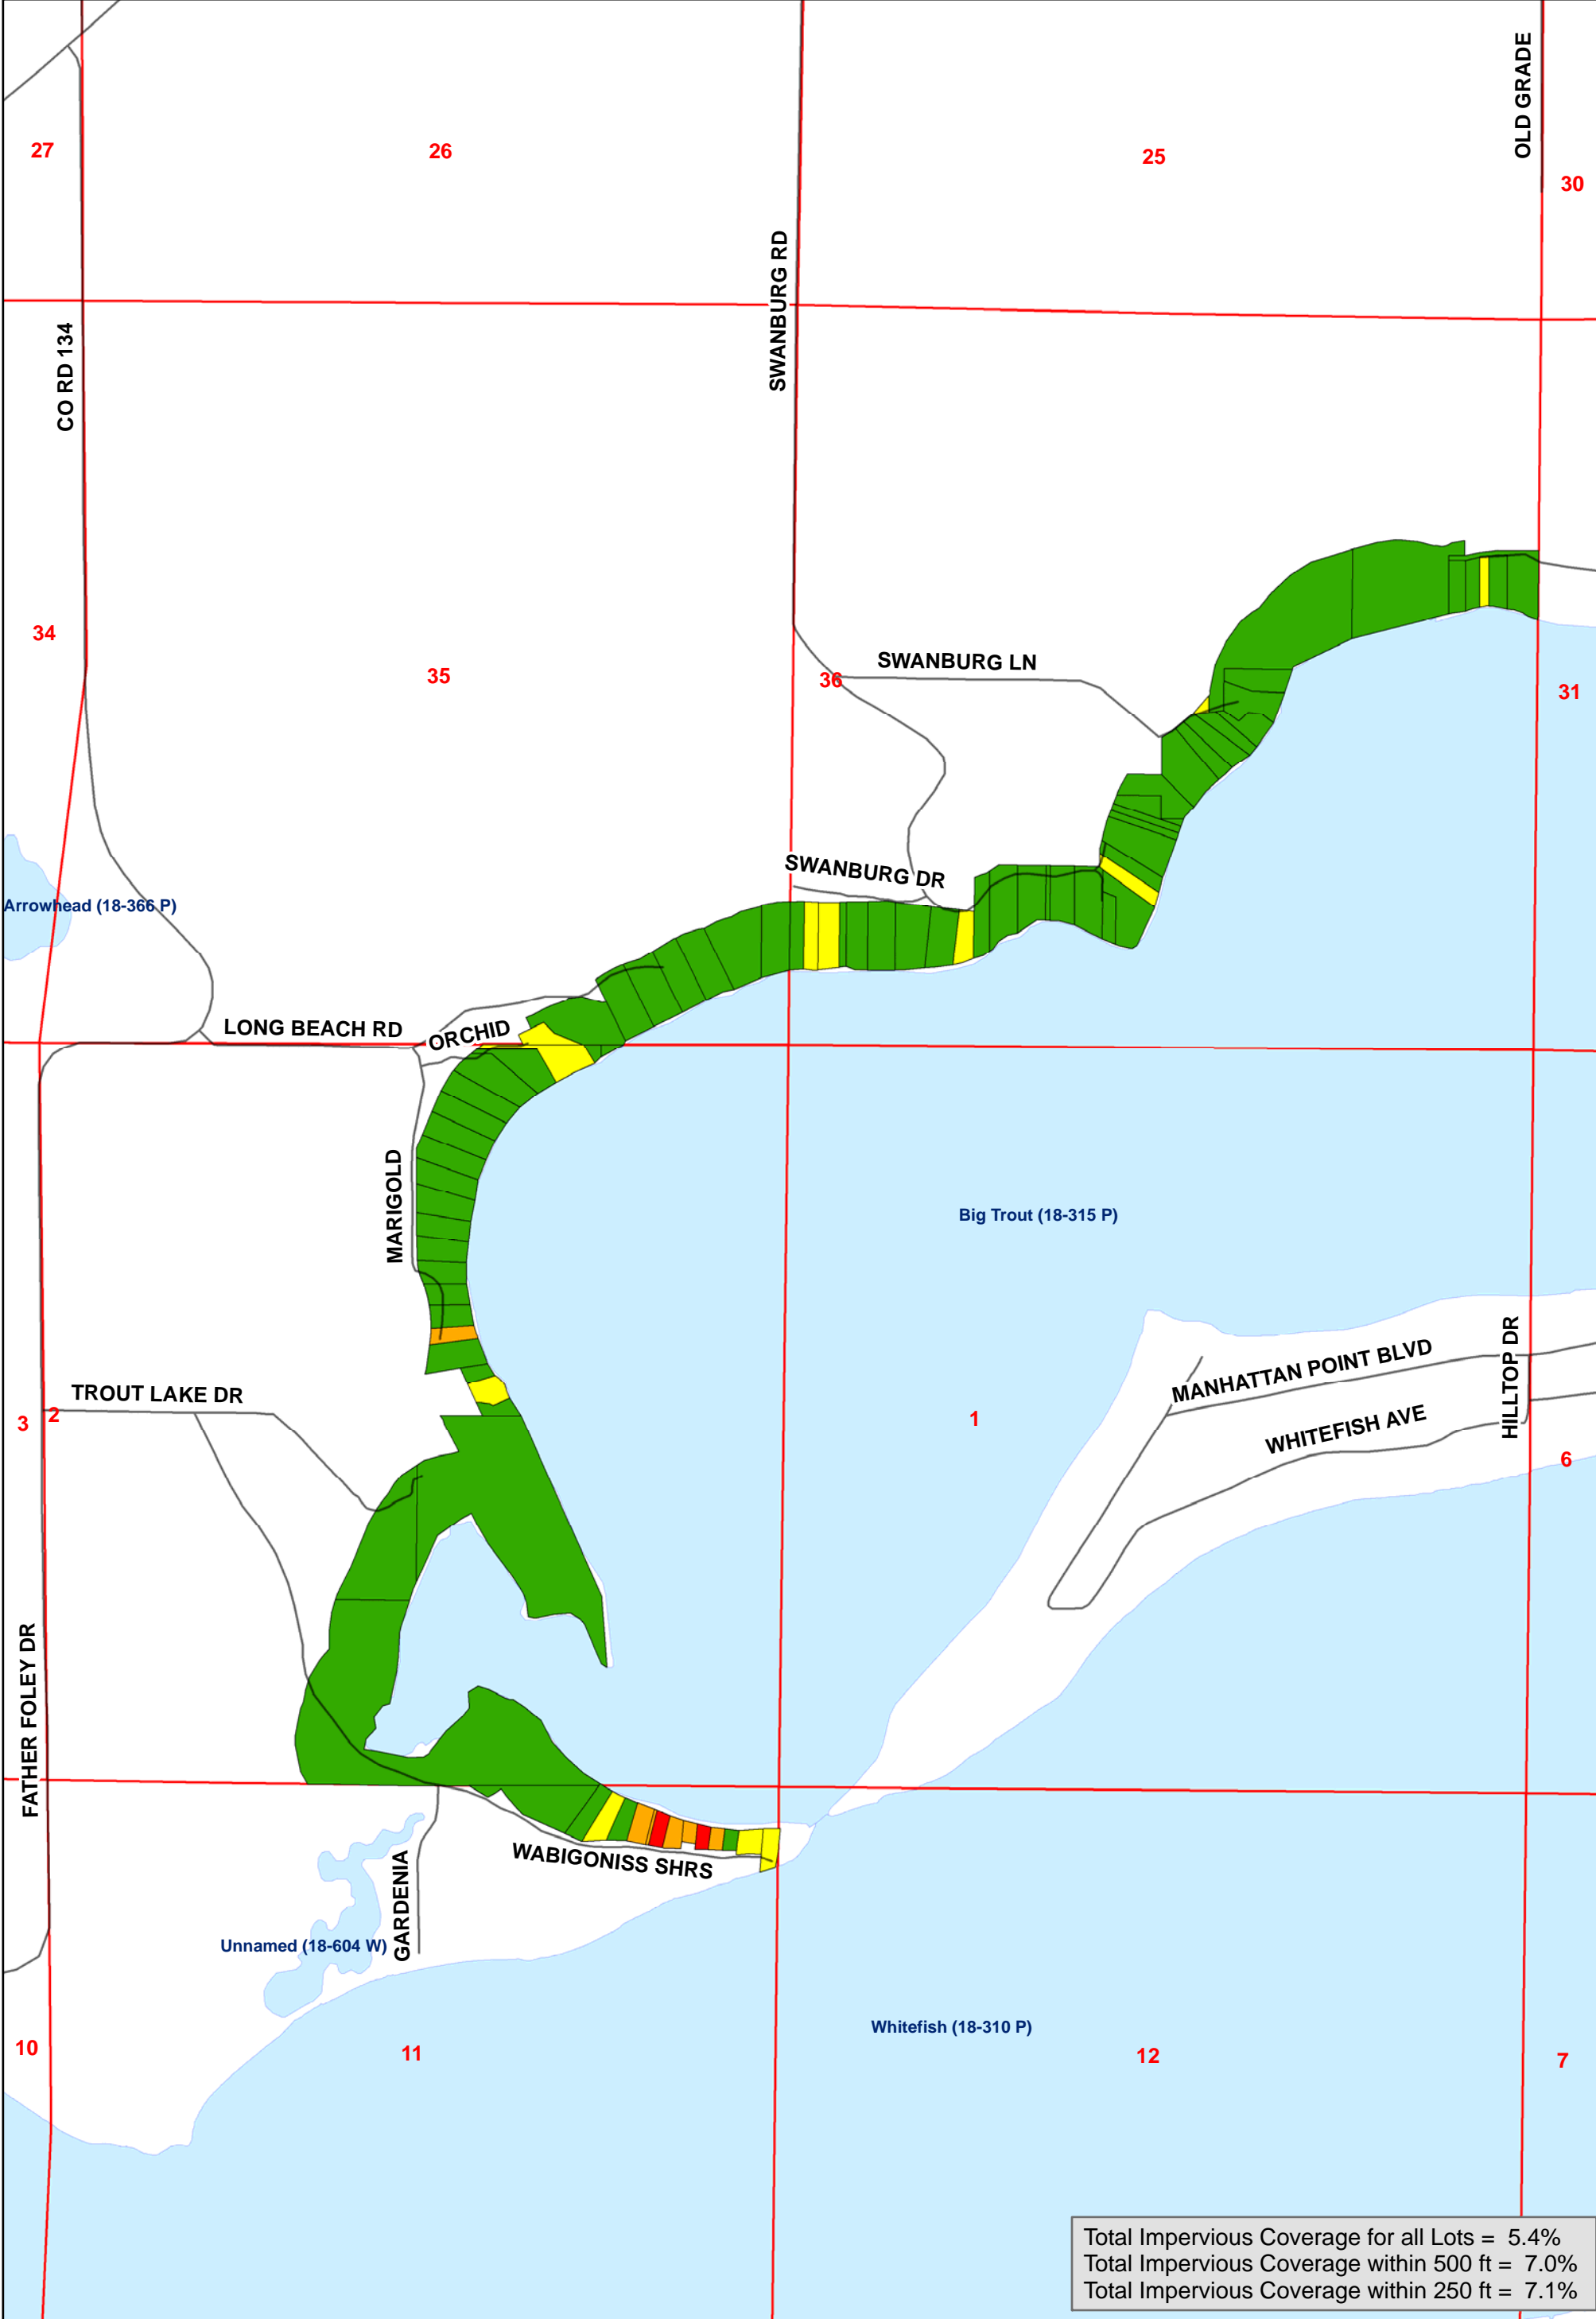 OLD GRADE
27
26
25
30
SWANBURG RD
CO RD 134
34
35
SWANBURG LN
36
31
SWANBURG DR
Arrowhead (18-366 P)
LONG BEACH RD
ORCHID
MARIGOLD
Big Trout (18-315 P)
MANHATTAN POINT BLVD
HILLTOP DR
TROUT LAKE DR
3
2
1
WHITEFISH AVE
6
FATHER FOLEY DR
WABIGONISS SHRS
GARDENIA
Unnamed (18-604 W)
Whitefish (18-310 P)
10
11
12
7
Total Impervious Coverage for all Lots = 5.4%
Total Impervious Coverage within 500 ft = 7.0%
Total Impervious Coverage within 250 ft = 7.1%